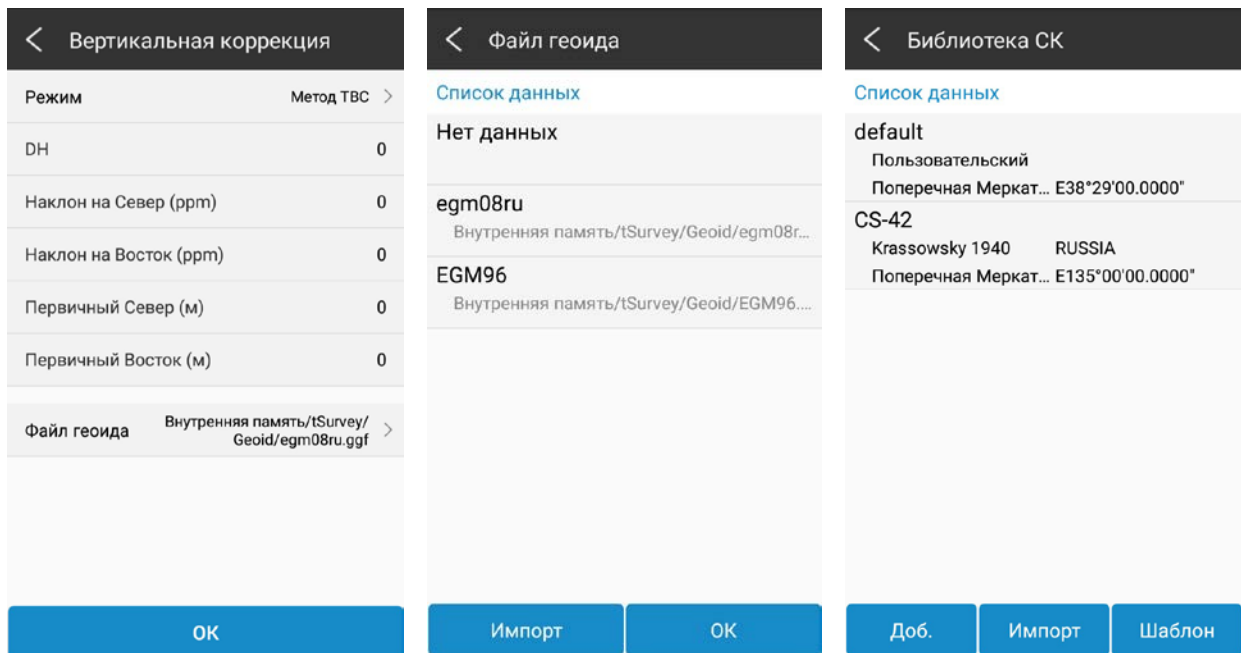 Вертикальная коррекция
Режим Метод TBC
DH 0
Наклон на Север (ppm) 0
Наклон на Восток (ppm) 0
Первичный Север (м) 0
Первичный Восток (м) 0
Файл геоида Внутренняя память/tSurvey/
Geoid/egm08ru.ggf
OK
Файл геоида
Список данных
Нет данных
egm08ru
Внутренняя память/tSurvey/Geoid/egm08r...
EGM96
Внутренняя память/tSurvey/Geoid/EGM96....
Импорт OK
Библиотека СК
Список данных
default
Пользовательский
Поперечная Меркат... E38°29'00.0000"
CS-42
Krassowsky 1940 RUSSIA
Поперечная Меркат... E135°00'00.0000"
Доб. Импорт Шаблон